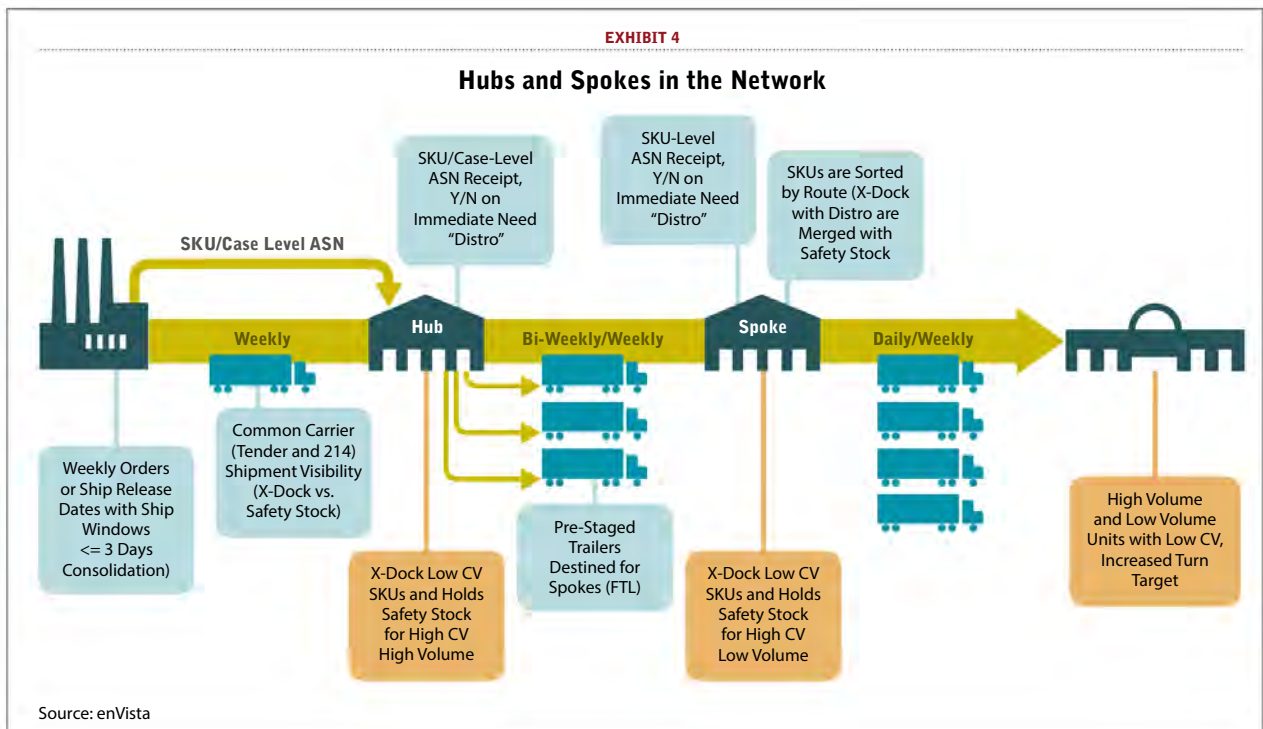 EXHIBIT 4
Hubs and Spokes in the Network
SKU/Case-Level
ASN Receipt,
Y/N on
Immediate Need
“Distro”
SKU-Level
ASN Receipt,
Y/N on
Immediate Need
“Distro”
SKUs are Sorted
by Route (X-Dock
with Distro are
Merged with
Safety Stock
SKU/Case Level ASN
Weekly
Hub
Bi-Weekly/Weekly
Spoke
Daily/Weekly
Weekly Orders
or Ship Release
Dates with Ship
Windows
<= 3 Days
Consolidation)
Common Carrier
(Tender and 214)
Shipment Visibility
(X-Dock vs.
Safety Stock)
X-Dock Low CV
SKUs and Holds
Safety Stock
for High CV
High Volume
Pre-Staged
Trailers
Destined for
Spokes (FTL)
X-Dock Low CV
SKUs and Holds
Safety Stock
for High CV
Low Volume
High Volume
and Low Volume
Units with Low CV,
Increased Turn
Target
Source: enVista